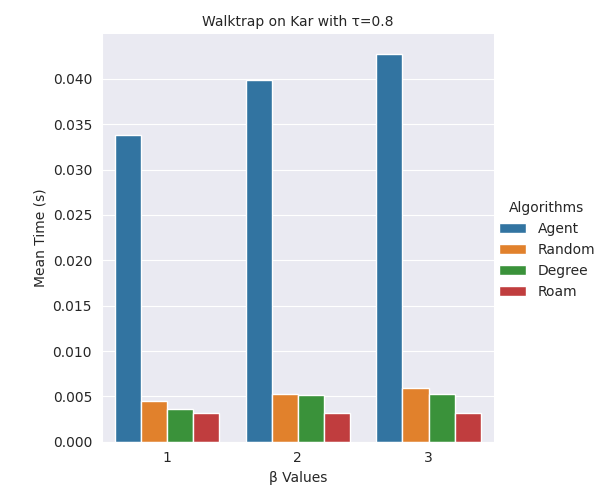 Walktrap on Kar with τ=0.8
0.040
0.035
0.030
0.025
0.020
0.015
0.010
0.005
0.000
Mean Time (s)
1 2 3
β Values
Algorithms
Agent
Random
Degree
Roam